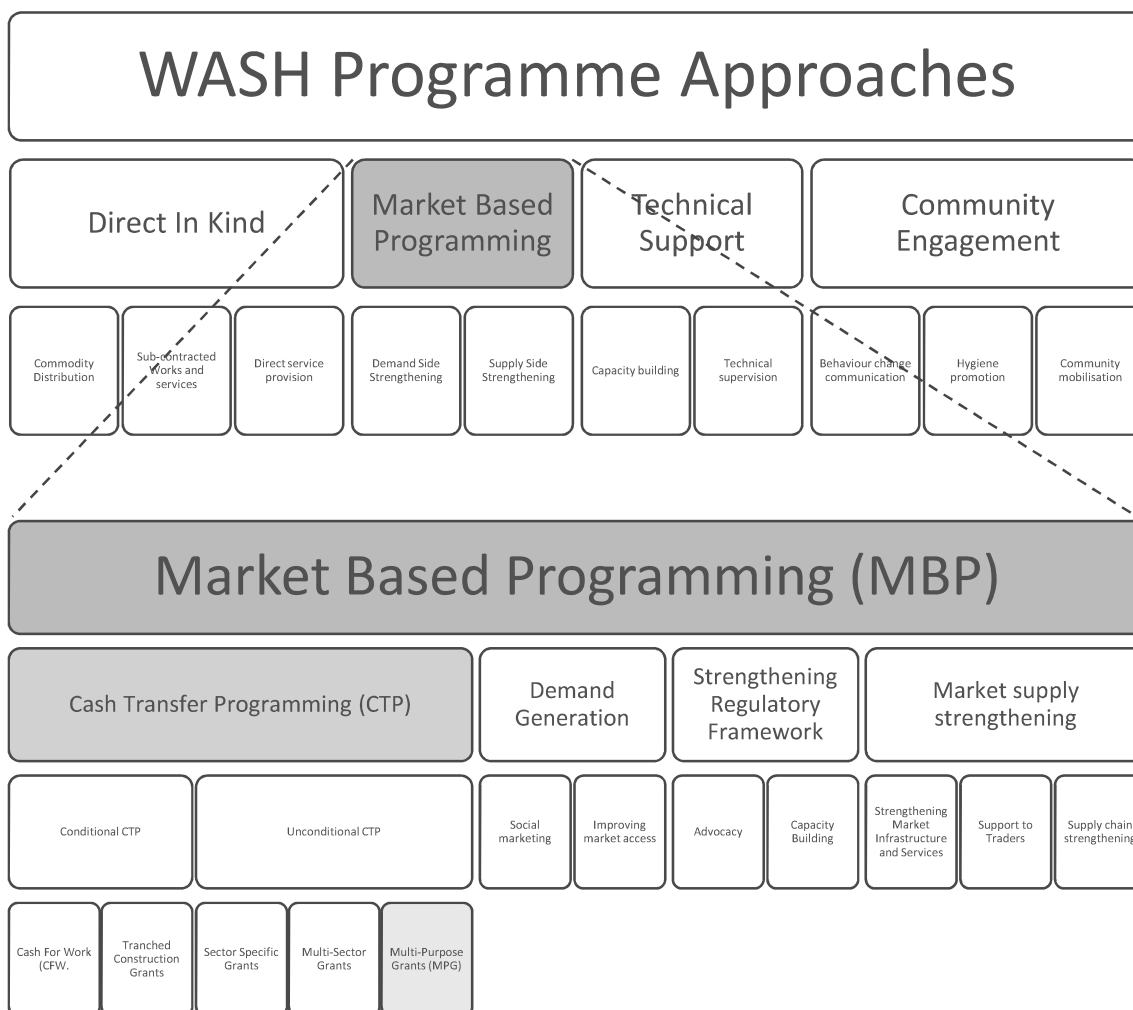 WASH Programme Approaches
Direct In Kind
Market Based
Programming
Technical
Support
Community
Engagement
Commodity
Distribution
Sub-contracted
Works and
services
Direct service
provision
Demand Side
Strengthening
Supply Side
Strengthening
Capacity building
Technical
supervision
Behaviour change
communication
Hygiene
promotion
Community
mobilisation
Market Based Programming (MBP)
Cash Transfer Programming (CTP)
Demand
Generation
Strengthening
Regulatory
Framework
Market supply
strengthening
Conditional CTP
Unconditional CTP
Social
marketing
Improving
market access
Advocacy
Capacity
Building
Strengthening
Market
Infrastructure
and Services
Support to
Traders
Supply chain
strengthening
Cash For Work
(CFW.
Tranched
Construction
Grants
Sector Specific
Grants
Multi-Sector
Grants
Multi-Purpose
Grants (MPG)